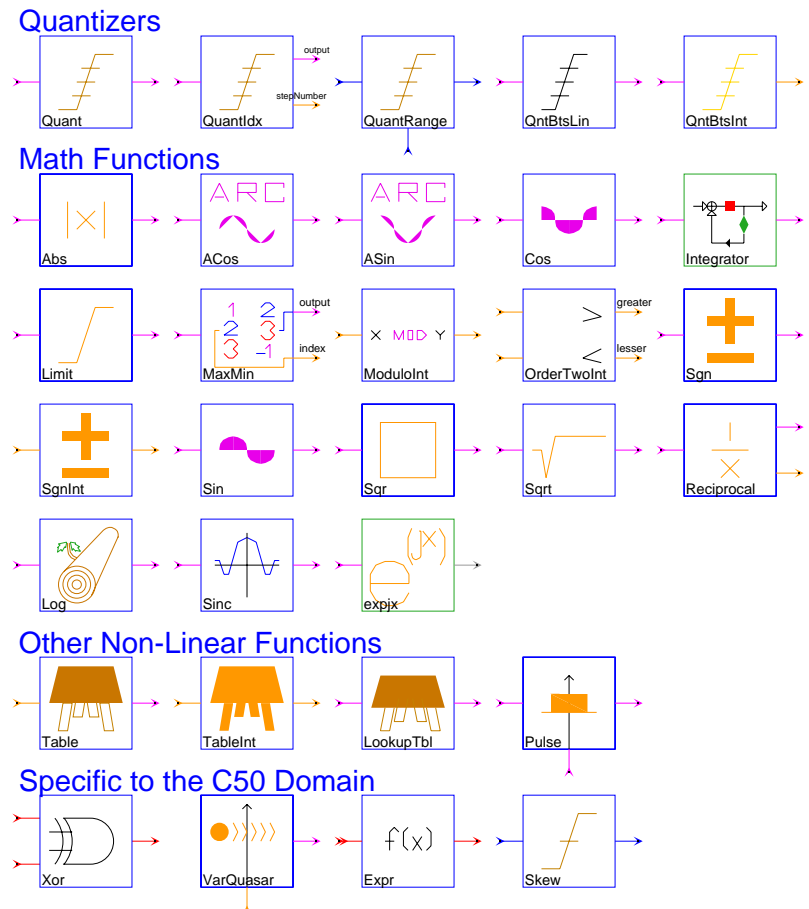 Quantizers
output
stepNumber
Quant QuantIdx QuantRange QntBtsLin QntBtsInt
Math Functions
|x| ARC ARC
Abs ACos ASin Cos Integrator
1 2 output greater
2 3 X MOD Y >
3 -1 index < lesser
Limit MaxMin ModuloInt OrderTwoInt Sgn
1
X
SgnInt Sin Sqr Sqrt Reciprocal
e (jx)
Log Sinc expjx
Other Non-Linear Functions
Table TableInt LookupTbl Pulse
Specific to the C50 Domain
f(x)
Xor VarQuasar Expr Skew